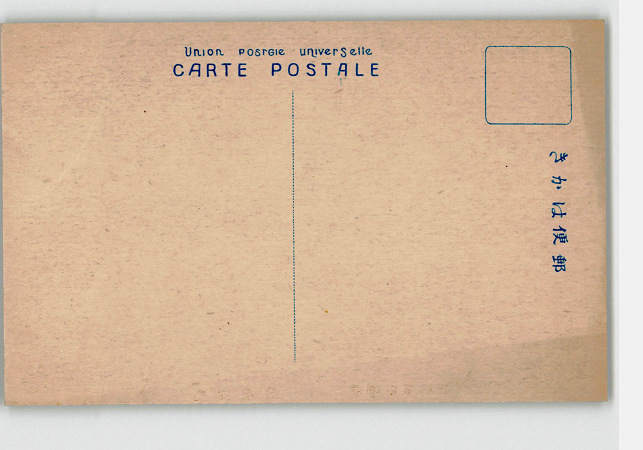 Union postale universelle
CARTE POSTALE
きかは便郵